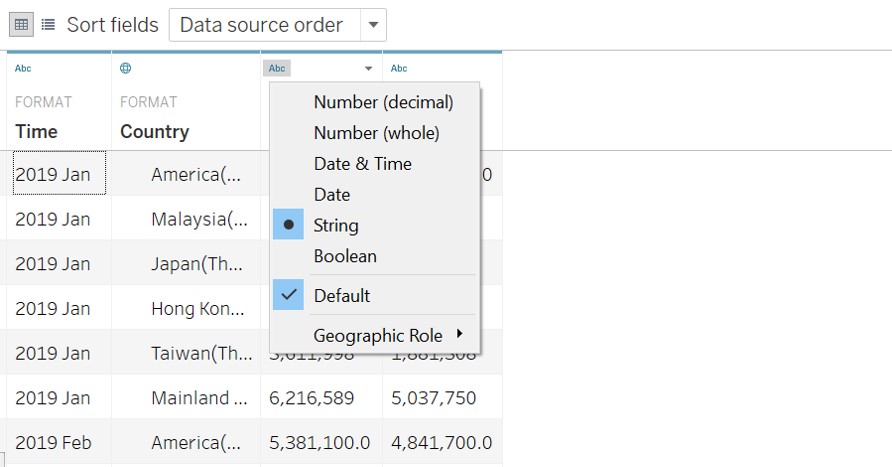 Sort fields Data source order
Abc Abc Abc
FORMAT FORMAT
Time Country
Number (decimal)
Number (whole)
Date & Time
Date
String
Boolean
Default
Geographic Role
2019 Jan America(... 0
2019 Jan Malaysia(...
2019 Jan Japan(Th...
2019 Jan Hong Kon...
2019 Jan Taiwan(Th...
2019 Jan Mainland ... 6,216,589 5,037,750
2019 Feb America(... 5,381,100.0 4,841,700.0